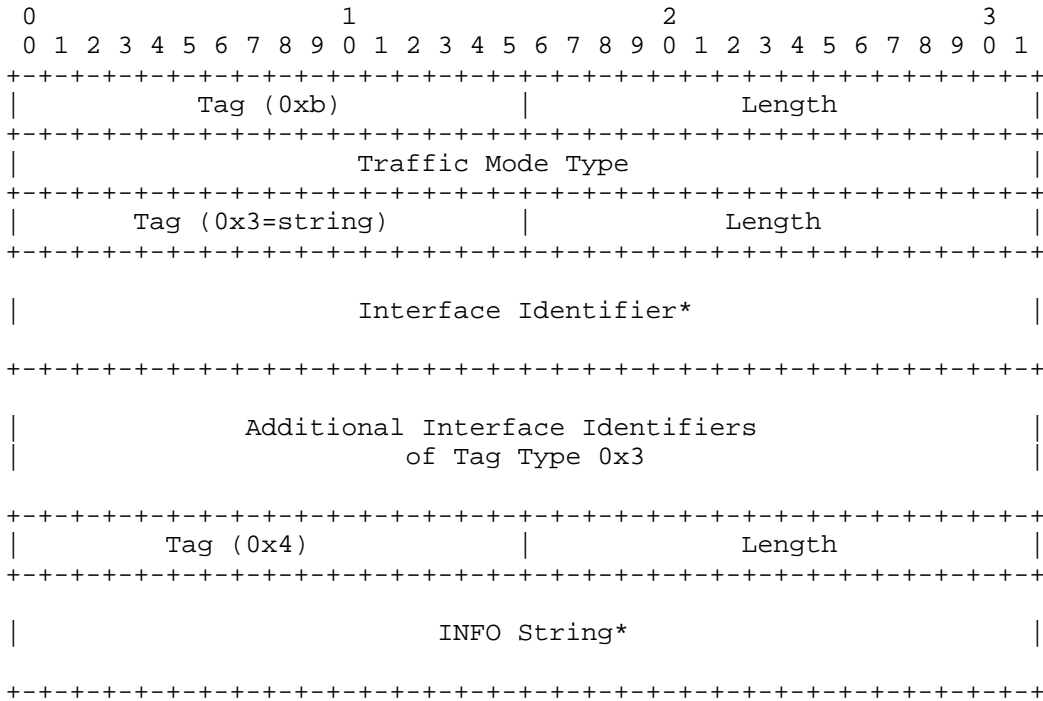 0                   1                   2                   3
 0 1 2 3 4 5 6 7 8 9 0 1 2 3 4 5 6 7 8 9 0 1 2 3 4 5 6 7 8 9 0 1
+-+-+-+-+-+-+-+-+-+-+-+-+-+-+-+-+-+-+-+-+-+-+-+-+-+-+-+-+-+-+-+-+
|           Tag (0xb)           |             Length            |
+-+-+-+-+-+-+-+-+-+-+-+-+-+-+-+-+-+-+-+-+-+-+-+-+-+-+-+-+-+-+-+-+
|                     Traffic Mode Type                         |
+-+-+-+-+-+-+-+-+-+-+-+-+-+-+-+-+-+-+-+-+-+-+-+-+-+-+-+-+-+-+-+-+
|       Tag (0x3=string)        |            Length             |
+-+-+-+-+-+-+-+-+-+-+-+-+-+-+-+-+-+-+-+-+-+-+-+-+-+-+-+-+-+-+-+-+
|                     Interface Identifier*                     |
+-+-+-+-+-+-+-+-+-+-+-+-+-+-+-+-+-+-+-+-+-+-+-+-+-+-+-+-+-+-+-+-+
|              Additional Interface Identifiers                 |
|                        of Tag Type 0x3                        |
+-+-+-+-+-+-+-+-+-+-+-+-+-+-+-+-+-+-+-+-+-+-+-+-+-+-+-+-+-+-+-+-+
|         Tag (0x4)             |             Length            |
+-+-+-+-+-+-+-+-+-+-+-+-+-+-+-+-+-+-+-+-+-+-+-+-+-+-+-+-+-+-+-+-+
|                          INFO String*                         |
+-+-+-+-+-+-+-+-+-+-+-+-+-+-+-+-+-+-+-+-+-+-+-+-+-+-+-+-+-+-+-+-+